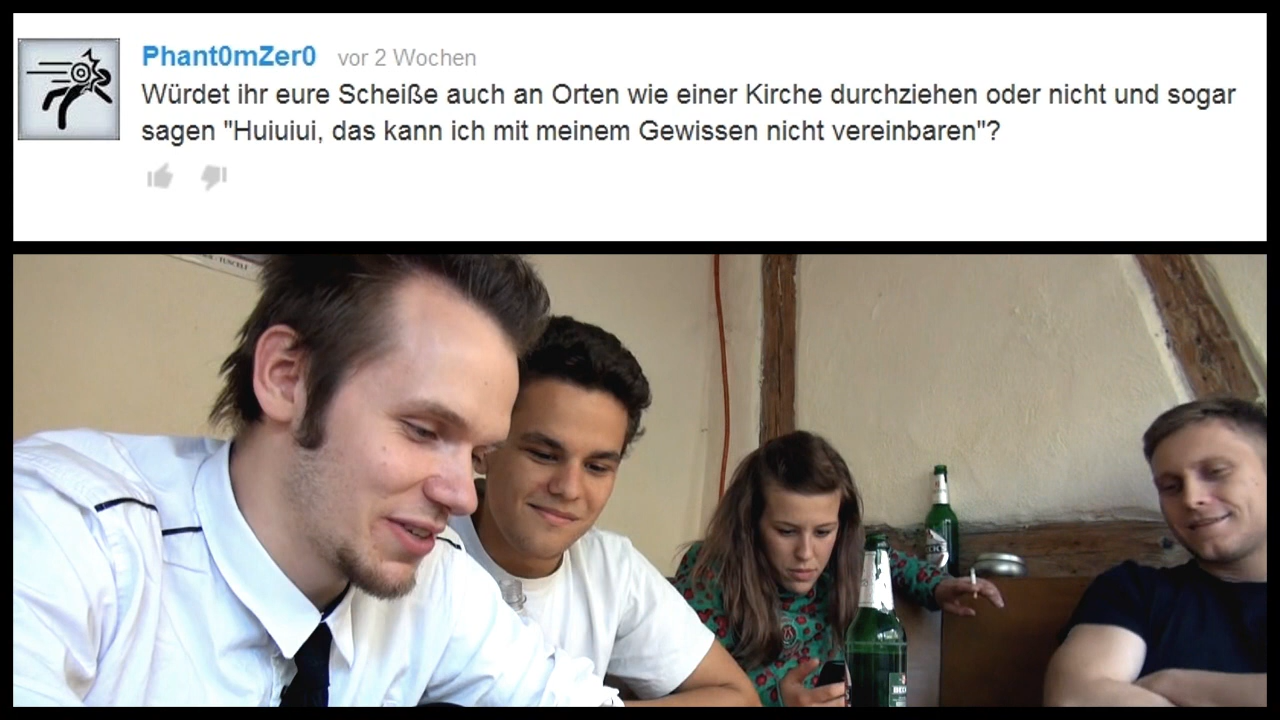 Phant0mZer0 vor 2 Wochen
Würdet ihr eure Scheiße auch an Orten wie einer Kirche durchziehen oder nicht und sogar
sagen "Huiuiui, das kann ich mit meinem Gewissen nicht vereinbaren"?